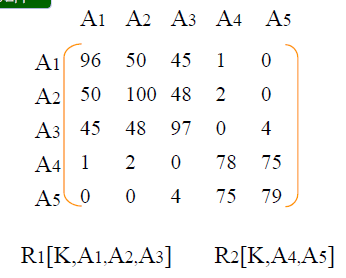 A1 A2 A3 A4 A5
A1 96 50 45 1 0
A2 50 100 48 2 0
A3 45 48 97 0 4
A4 1 2 0 78 75
A5 0 0 4 75 79
R1[K,A1,A2,A3] R2[K,A4,A5]